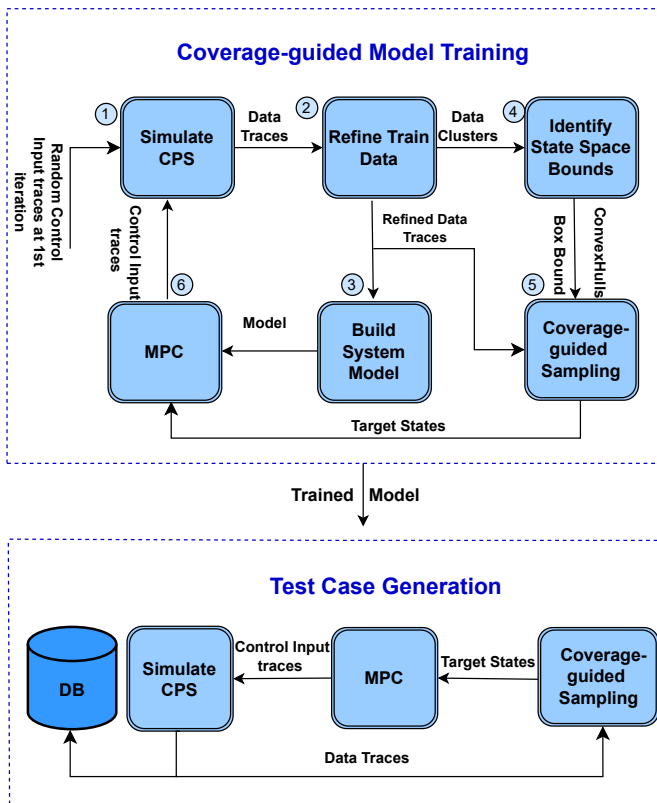 Coverage-guided Model Training
1
2
4
Simulate
CPS
Data
Traces
Refine Train
Data
Data
Clusters
Identify
State Space
Bounds
Random Control
Input traces at 1st
iteration
Control Input
traces
Refined Data
Traces
ConvexHulls
Box Bound
6
3
5
MPC
Model
Build
System
Model
Coverage-
guided
Sampling
Target States
Trained Model
Test Case Generation
DB
Simulate
CPS
Control Input
traces
MPC
Target States
Coverage-
guided
Sampling
Data Traces